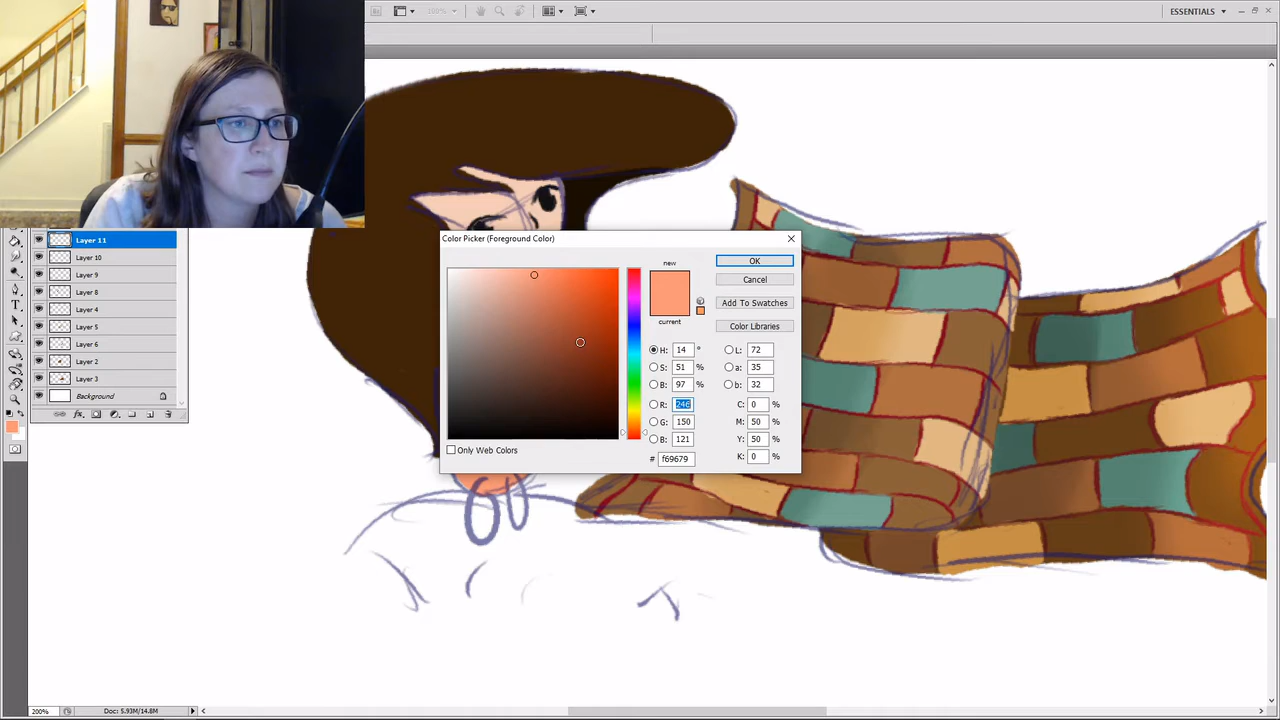 200%
ESSENTIALS
Layer 11
Layer 10
Layer 9
Layer 8
Layer 4
Layer 5
Layer 6
Layer 2
Layer 3
Background
fx
Color Picker (Foreground Color)
new
current
OK
Cancel
Add To Swatches
Color Libraries
H: 14 °
S: 51 %
B: 97 %
R: 246
G: 150
B: 121
# f69679
L: 72
a: 35
b: 32
C: 0 %
M: 50 %
Y: 50 %
K: 0 %
Only Web Colors
200%
Doc: 5.93M/14.8M